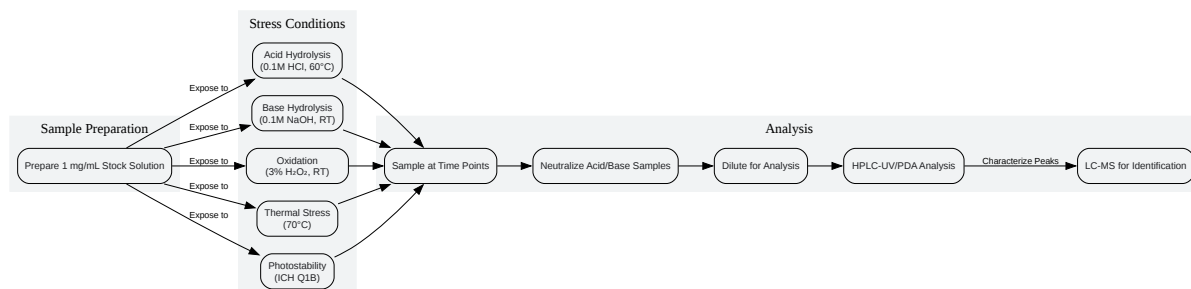 Stress Conditions
Acid Hydrolysis
(0.1M HCl, 60°C)
Expose to
Base Hydrolysis
(0.1M NaOH, RT)
Expose to
Sample Preparation
Analysis
Prepare 1 mg/mL Stock Solution
Expose to
Oxidation
(3% H₂O₂, RT)
Sample at Time Points
Neutralize Acid/Base Samples
Dilute for Analysis
HPLC-UV/PDA Analysis
Characterize Peaks
LC-MS for Identification
Expose to
Thermal Stress
(70°C)
Expose to
Photostability
(ICH Q1B)